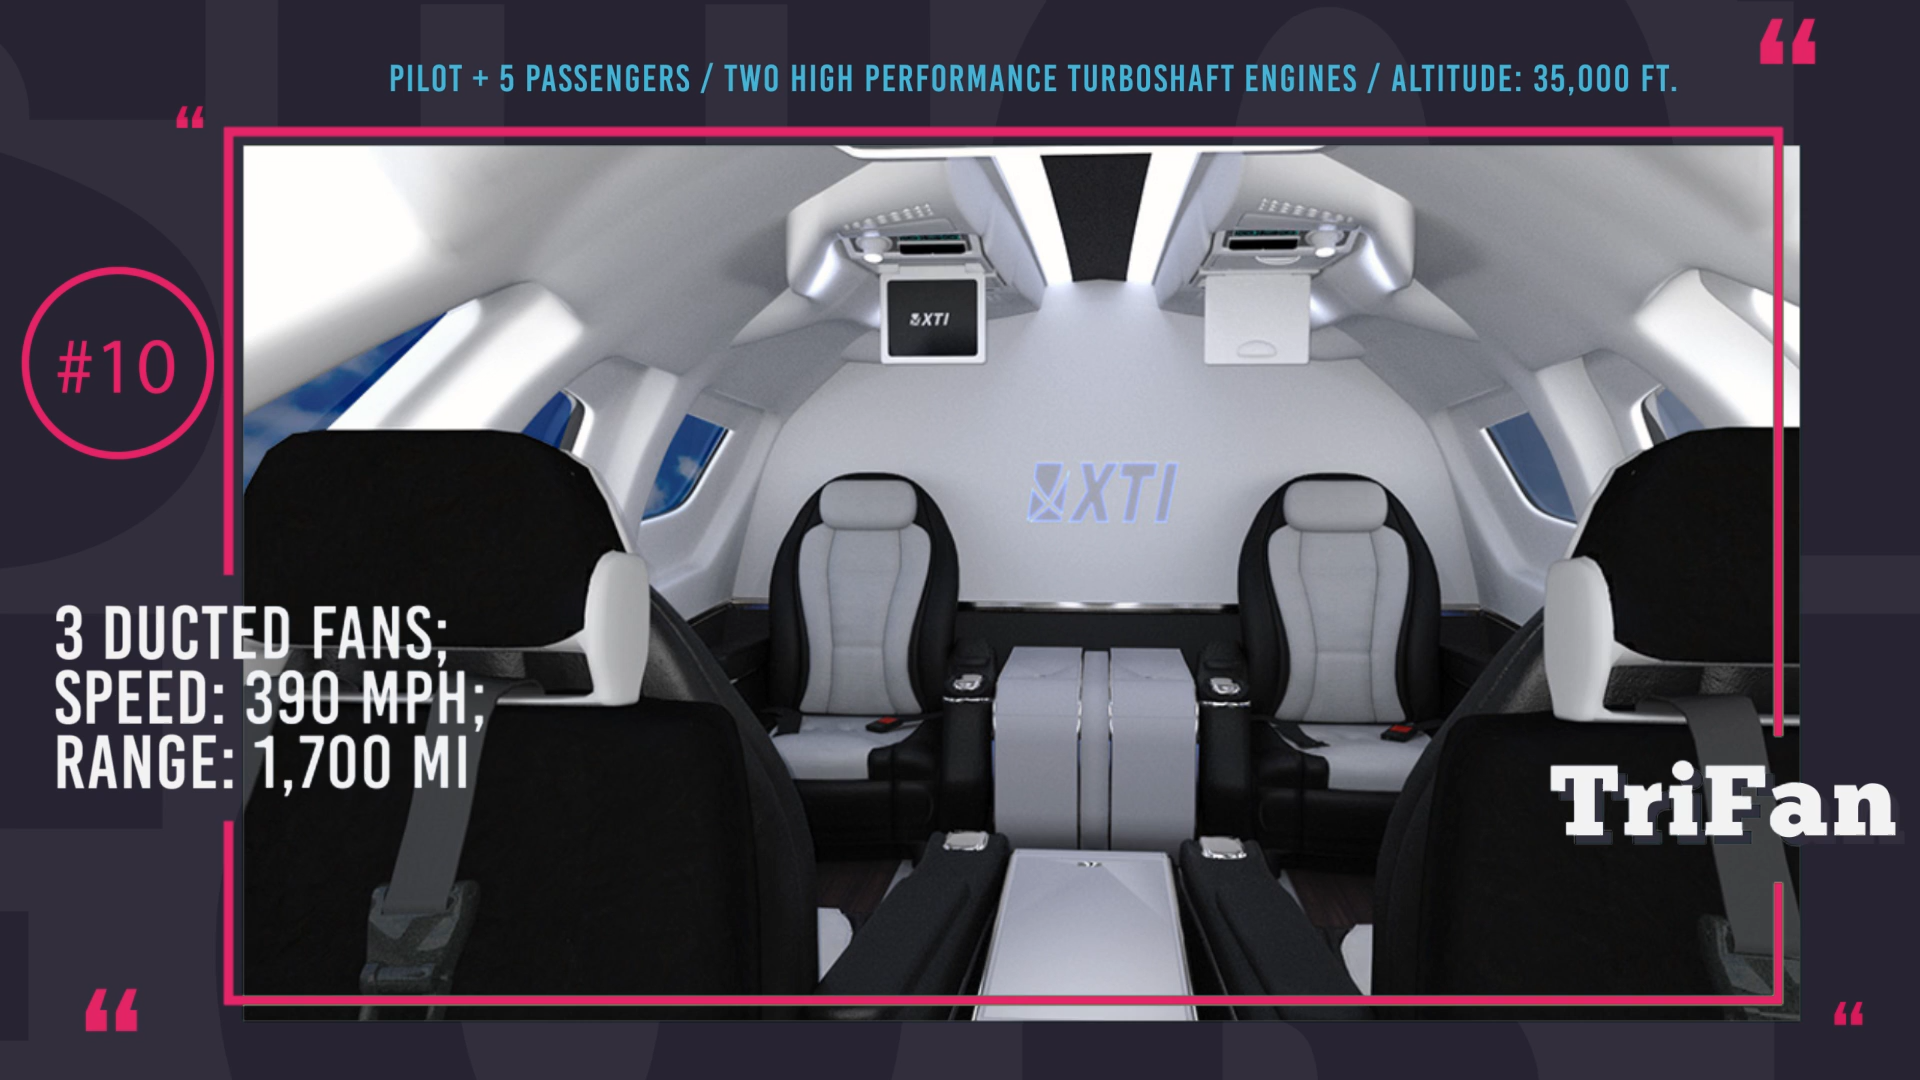 PILOT + 5 PASSENGERS / TWO HIGH PERFORMANCE TURBOSHAFT ENGINES / ALTITUDE: 35,000 FT.
#10
XTI
XTI
3 DUCTED FANS;
SPEED: 390 MPH;
RANGE: 1,700 MI
TriFan